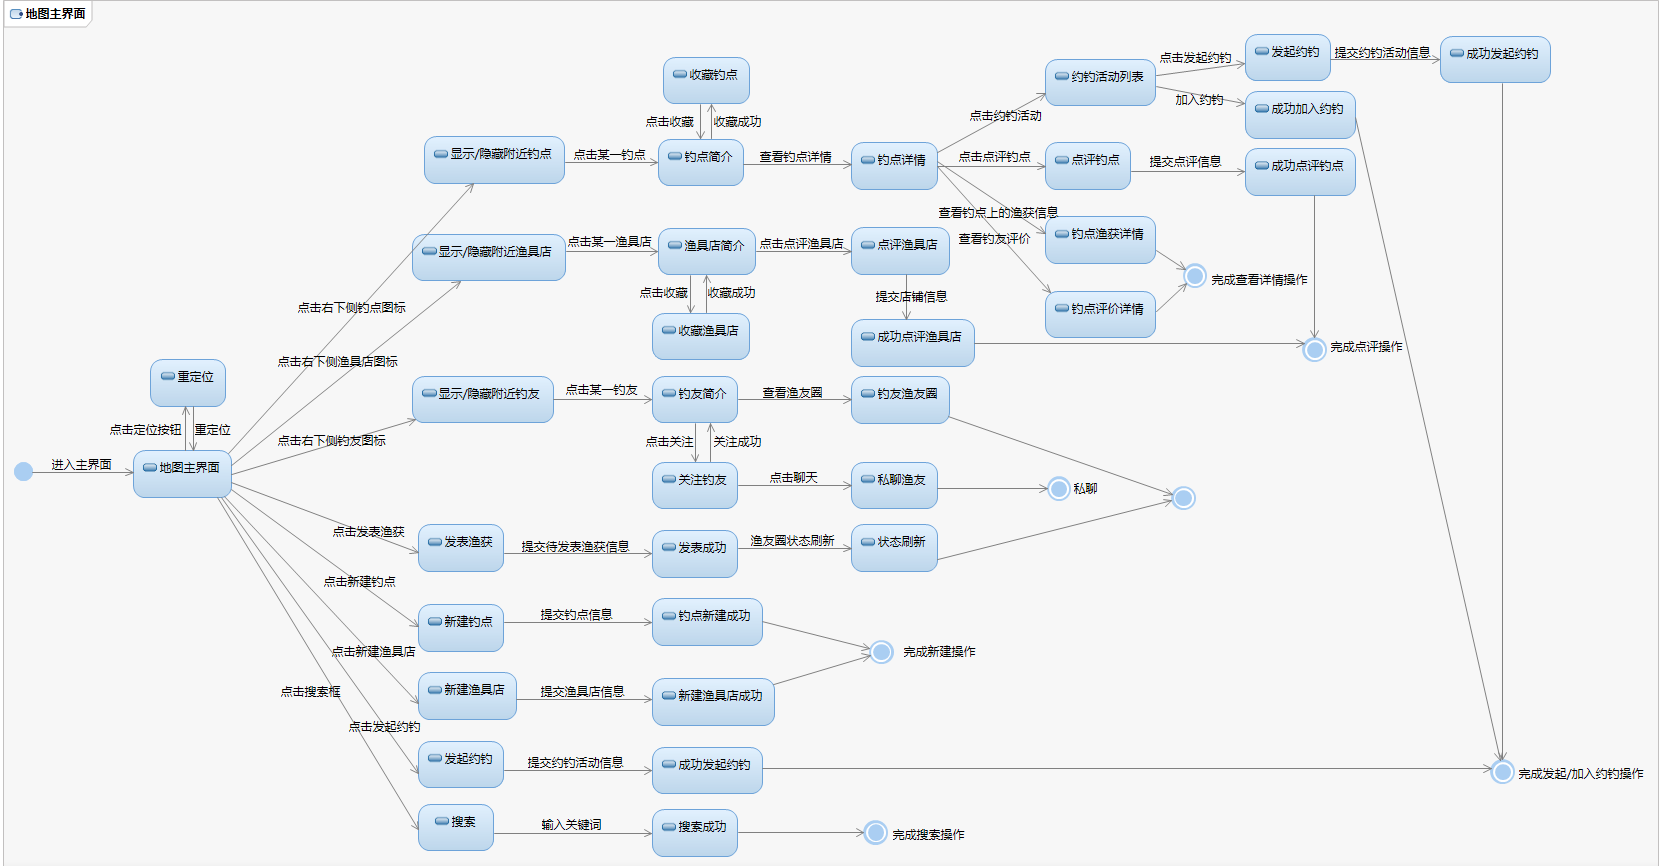 地图主界面
进入主界面
地图主界面
点击定位按钮
重定位
重定位
点击右下侧钓点图标
显示/隐藏附近钓点
点击某一钓点
钓点简介
点击收藏
收藏成功
收藏钓点
查看钓点详情
钓点详情
点击约钓活动
约钓活动列表
点击发起约钓
发起约钓
提交约钓活动信息
成功发起约钓
加入约钓
成功加入约钓
点击点评钓点
点评钓点
提交点评信息
成功点评钓点
查看钓点上的渔获信息
钓点渔获详情
查看钓友评价
钓点评价详情
完成查看详情操作
点击右下侧渔具店图标
显示/隐藏附近渔具店
点击某一渔具店
渔具店简介
点击收藏
收藏成功
收藏渔具店
点击点评渔具店
点评渔具店
提交店铺信息
成功点评渔具店
完成点评操作
点击右下侧钓友图标
显示/隐藏附近钓友
点击某一钓友
钓友简介
查看渔友圈
钓友渔友圈
点击关注
关注成功
关注钓友
点击聊天
私聊渔友
私聊
点击发表渔获
发表渔获
提交待发表渔获信息
发表成功
渔友圈状态刷新
状态刷新
点击新建钓点
新建钓点
提交钓点信息
钓点新建成功
完成新建操作
点击新建渔具店
新建渔具店
提交渔具店信息
新建渔具店成功
点击发起约钓
发起约钓
提交约钓活动信息
成功发起约钓
完成发起/加入约钓操作
点击搜索框
搜索
输入关键词
搜索成功
完成搜索操作